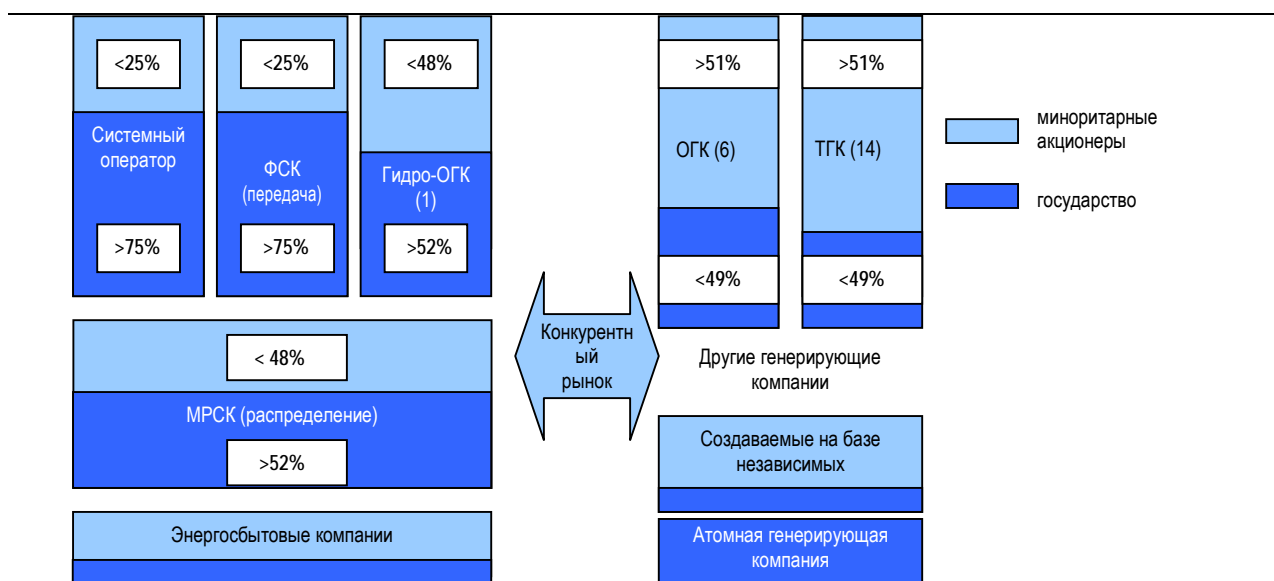 <25%
<25%
<48%
Системный
оператор
ФСК
(передача)
Гидро-ОГК
(1)
>75%
>75%
>52%
< 48%
МРСК (распределение)
>52%
Энергосбытовые компании
Конкурентн
ый
рынок
>51%
>51%
ОГК (6)
ТГК (14)
<49%
<49%
Другие генерирующие
компании
Создаваемые на базе
независимых
Атомная генерирующая
компания
миноритарные
акционеры
государство